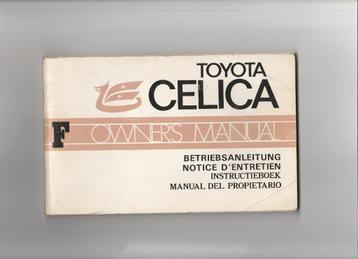 TOYOTA
CELICA
F OWNER'S MANUAL
BETRIEBSANLEITUNG
NOTICE D'ENTRETIEN
INSTRUCTIEBOEK
MANUAL DEL PROPIETARIO